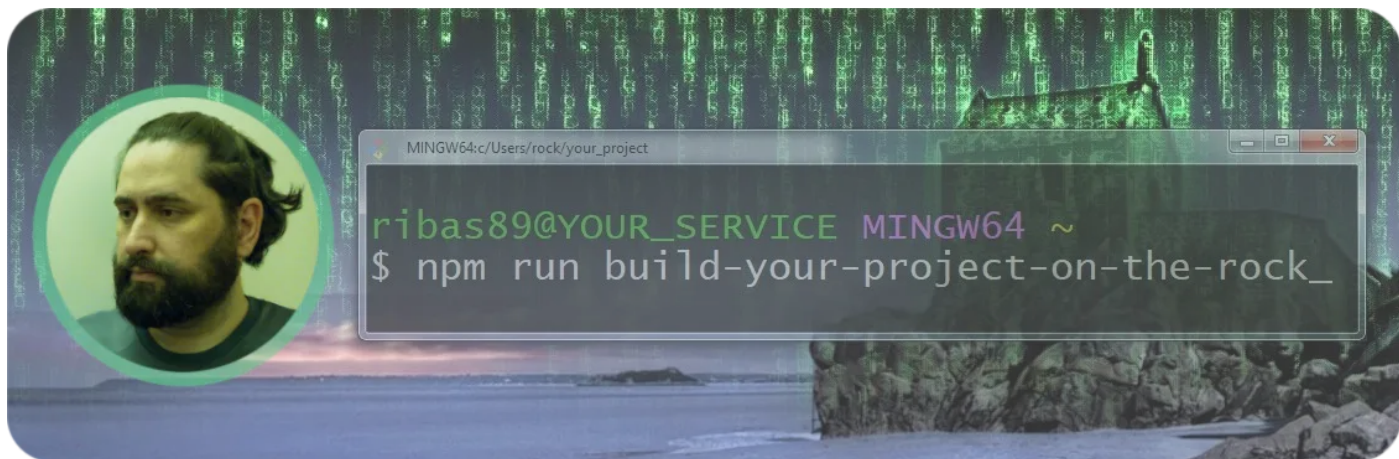 MINGW64:c/Users/rock/your_project
ribas89@YOUR_SERVICE MINGW64 ~
$ npm run build-your-project-on-the-rock_